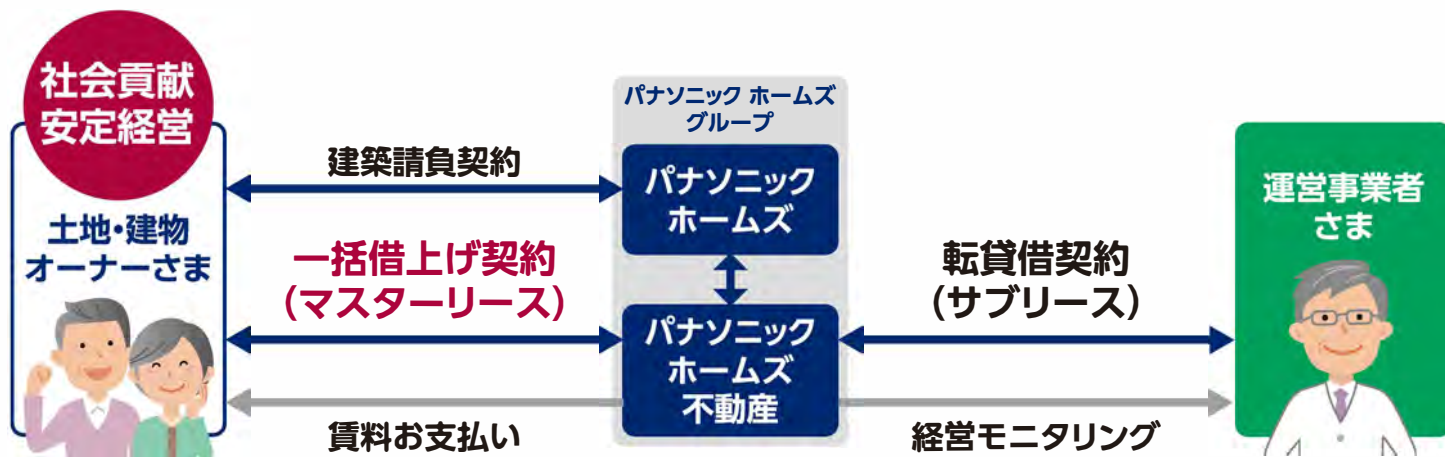 社会貢献
安定経営
土地・建物
オーナーさま
建築請負契約
一括借上げ契約
(マスターリース)
賃料お支払い
パナソニック ホームズ
グループ
パナソニック
ホームズ
パナソニック
ホームズ
不動産
転貸借契約
(サブリース)
経営モニタリング
運営事業者
さま